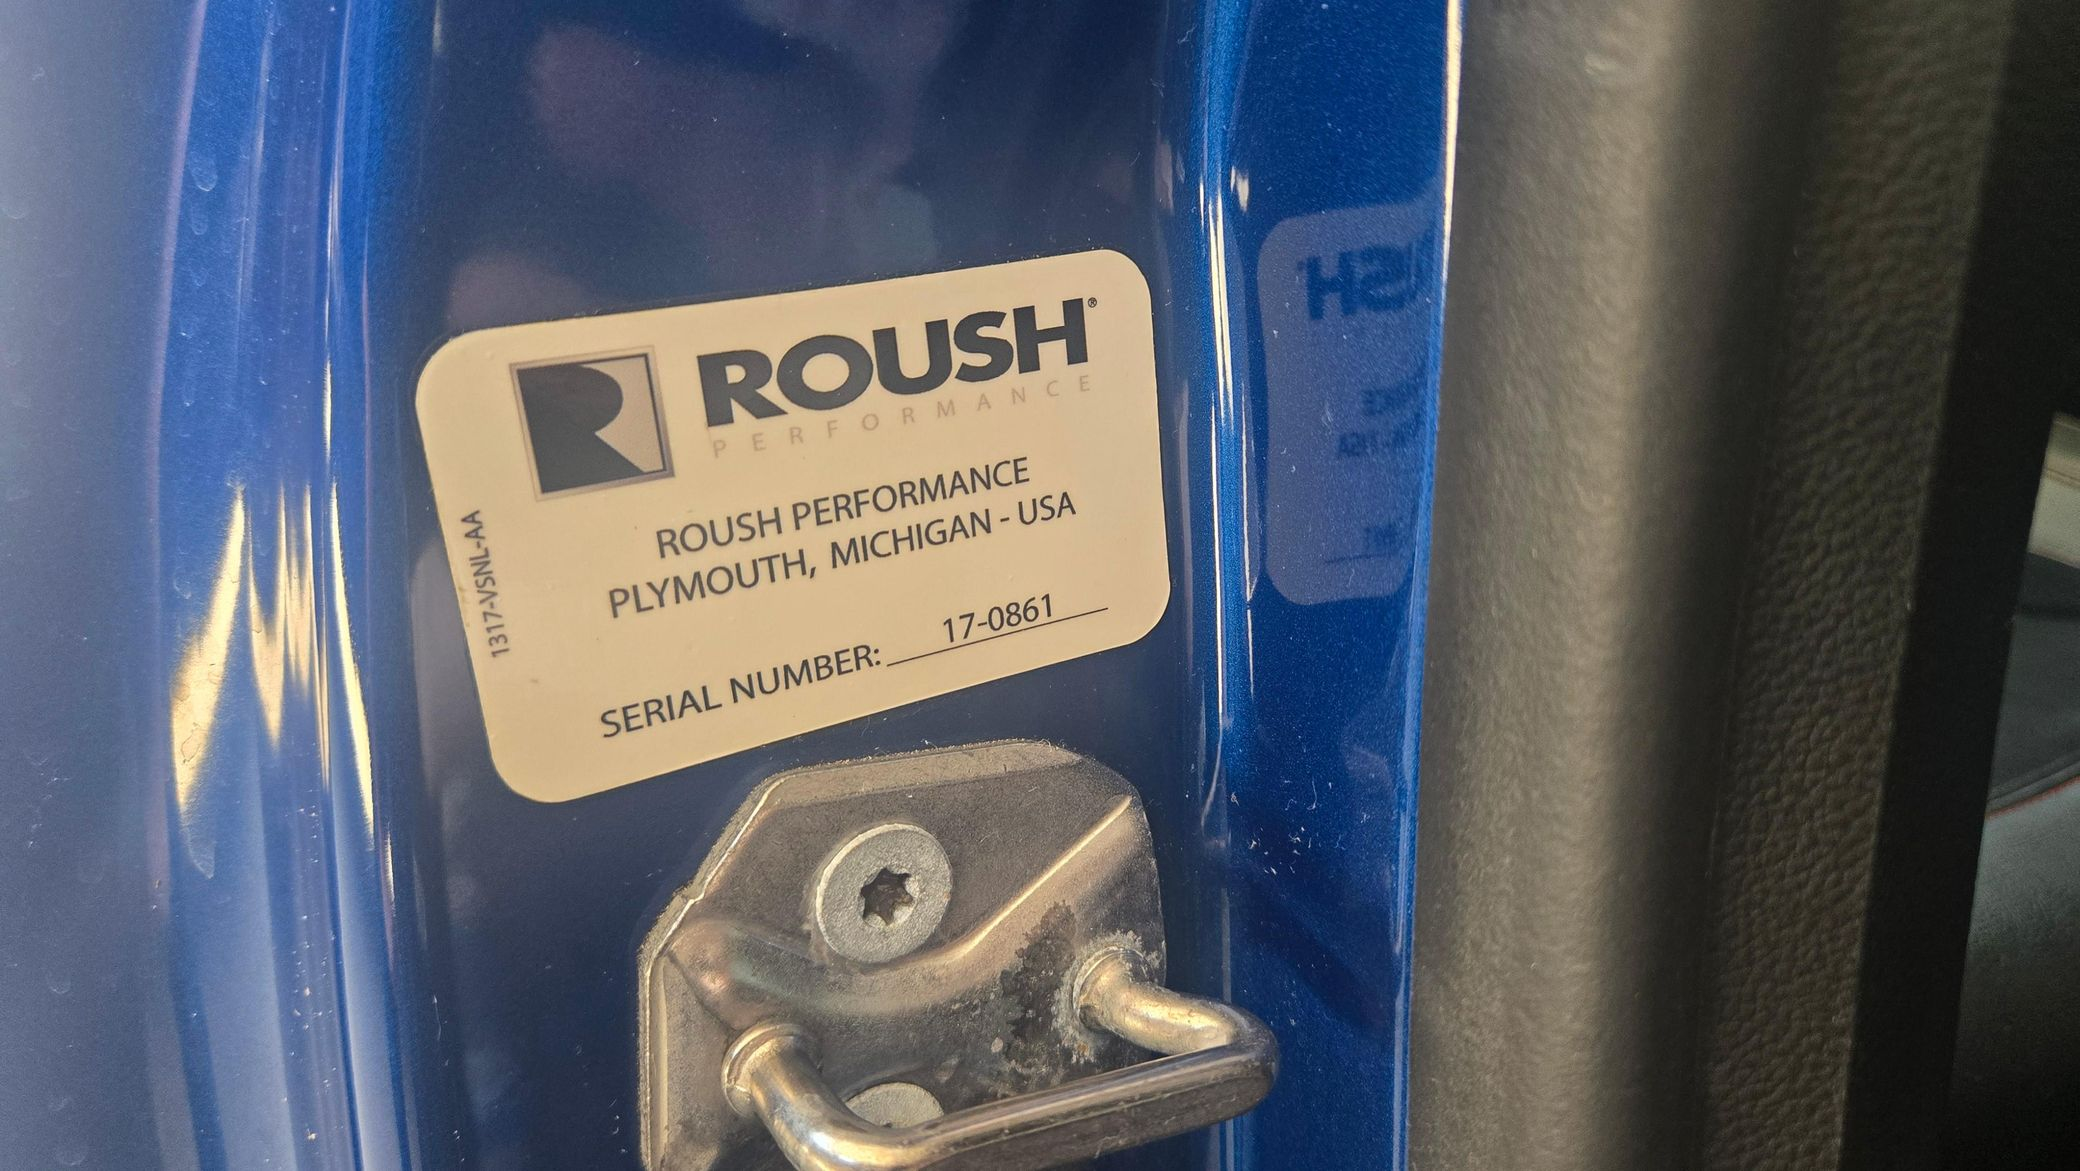 R ROUSH®
PERFORMANCE
ROUSH PERFORMANCE
PLYMOUTH, MICHIGAN - USA
SERIAL NUMBER: 17-0861
1317-VSNL-AA